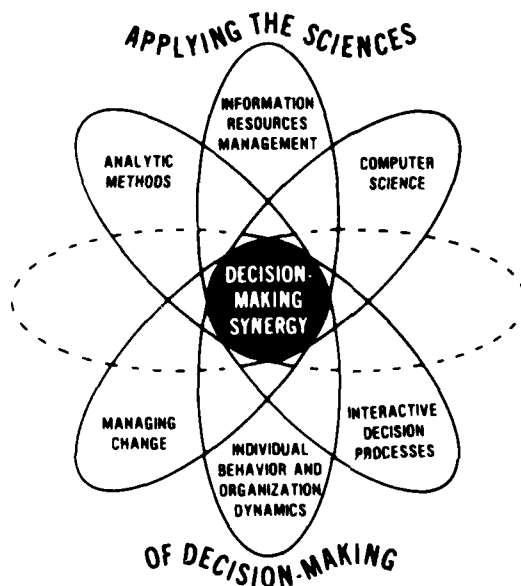 APPLYING THE SCIENCES
INFORMATION
RESOURCES
MANAGEMENT
ANALYTIC
METHODS
COMPUTER
SCIENCE
DECISION-
MAKING
SYNERGY
MANAGING
CHANGE
INDIVIDUAL
BEHAVIOR AND
ORGANIZATION
DYNAMICS
INTERACTIVE
DECISION
PROCESSES
OF DECISION-MAKING